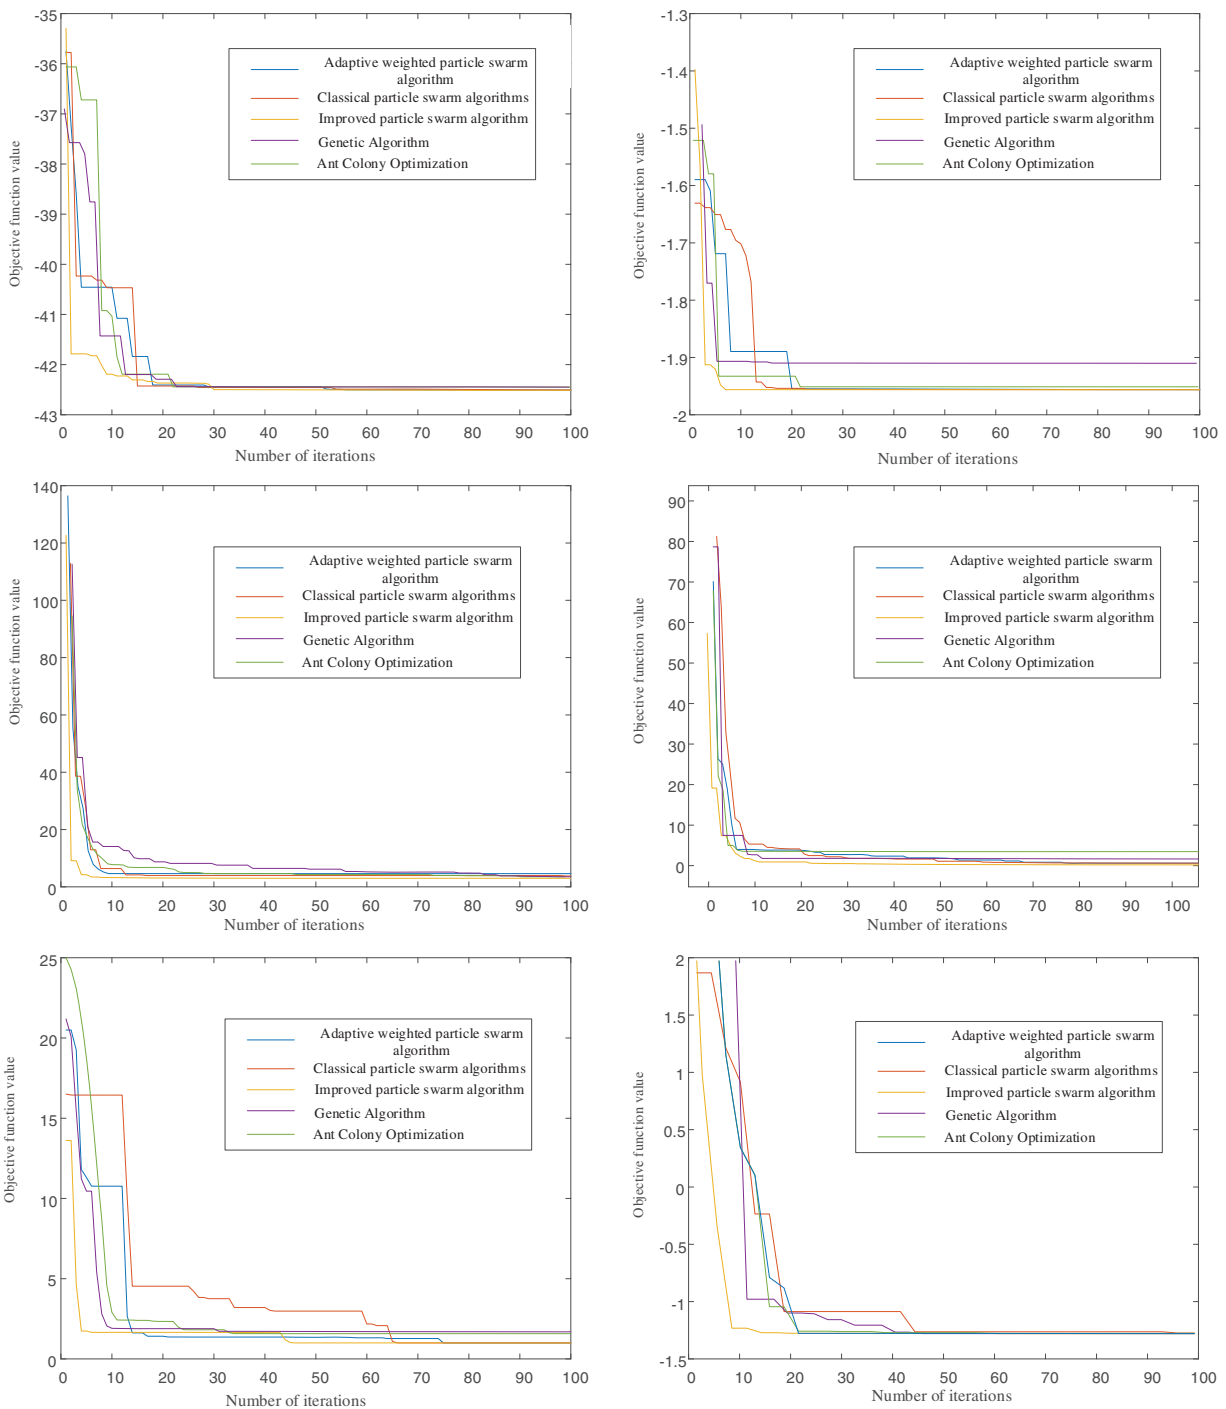 -35
-36
-37
-38
-39
-40
-41
-42
-43
Objective function value
Adaptive weighted particle swarm
algorithm
Classical particle swarm algorithms
Improved particle swarm algorithm
Genetic Algorithm
Ant Colony Optimization
0 10 20 30 40 50 60 70 80 90 100
Number of iterations
-1.3
-1.4
-1.5
-1.6
-1.7
-1.8
-1.9
-2
Objective function value
Adaptive weighted particle swarm
algorithm
Classical particle swarm algorithms
Improved particle swarm algorithm
Genetic Algorithm
Ant Colony Optimization
0 10 20 30 40 50 60 70 80 90 100
Number of iterations
140
120
100
80
60
40
20
0
Objective function value
Adaptive weighted particle swarm
algorithm
Classical particle swarm algorithms
Improved particle swarm algorithm
Genetic Algorithm
Ant Colony Optimization
0 10 20 30 40 50 60 70 80 90 100
Number of iterations
90
80
70
60
50
40
30
20
10
0
Objective function value
Adaptive weighted particle swarm
algorithm
Classical particle swarm algorithms
Improved particle swarm algorithm
Genetic Algorithm
Ant Colony Optimization
0 10 20 30 40 50 60 70 80 90 100
Number of iterations
25
20
15
10
5
0
Objective function value
Adaptive weighted particle swarm
algorithm
Classical particle swarm algorithms
Improved particle swarm algorithm
Genetic Algorithm
Ant Colony Optimization
0 10 20 30 40 50 60 70 80 90 100
Number of iterations
2
1.5
1
0.5
0
-0.5
-1
-1.5
Objective function value
Adaptive weighted particle swarm
algorithm
Classical particle swarm algorithms
Improved particle swarm algorithm
Genetic Algorithm
Ant Colony Optimization
0 10 20 30 40 50 60 70 80 90 100
Number of iterations